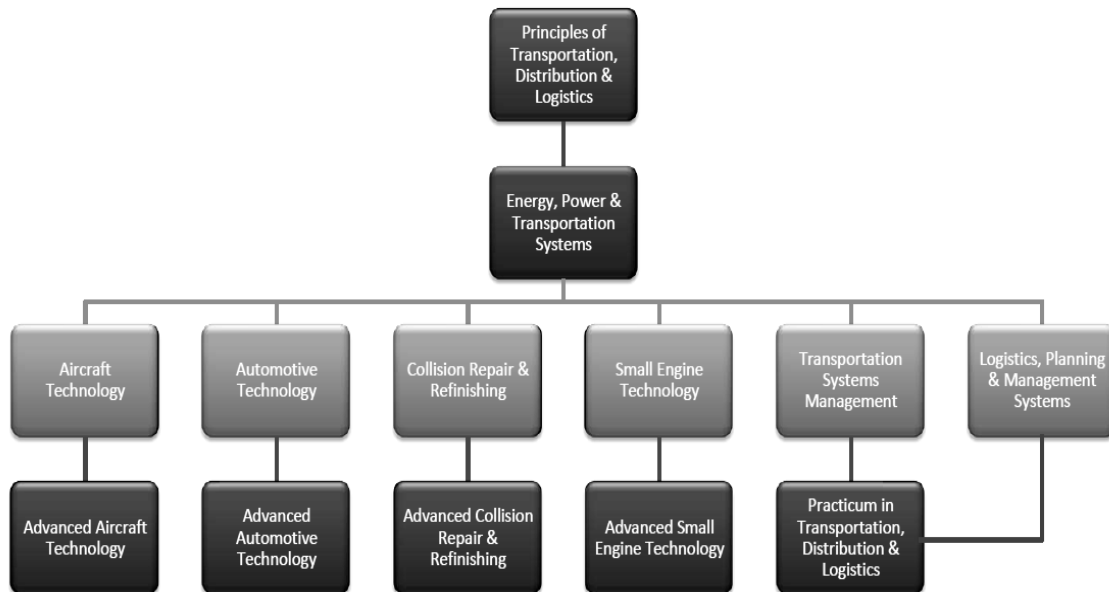 Principles of
Transportation,
Distribution &
Logistics
Energy, Power &
Transportation
Systems
Aircraft
Technology
Automotive
Technology
Collision Repair &
Refinishing
Small Engine
Technology
Transportation
Systems
Management
Logistics, Planning
& Management
Systems
Advanced Aircraft
Technology
Advanced
Automotive
Technology
Advanced Collision
Repair &
Refinishing
Advanced Small
Engine Technology
Practicum in
Transportation,
Distribution &
Logistics